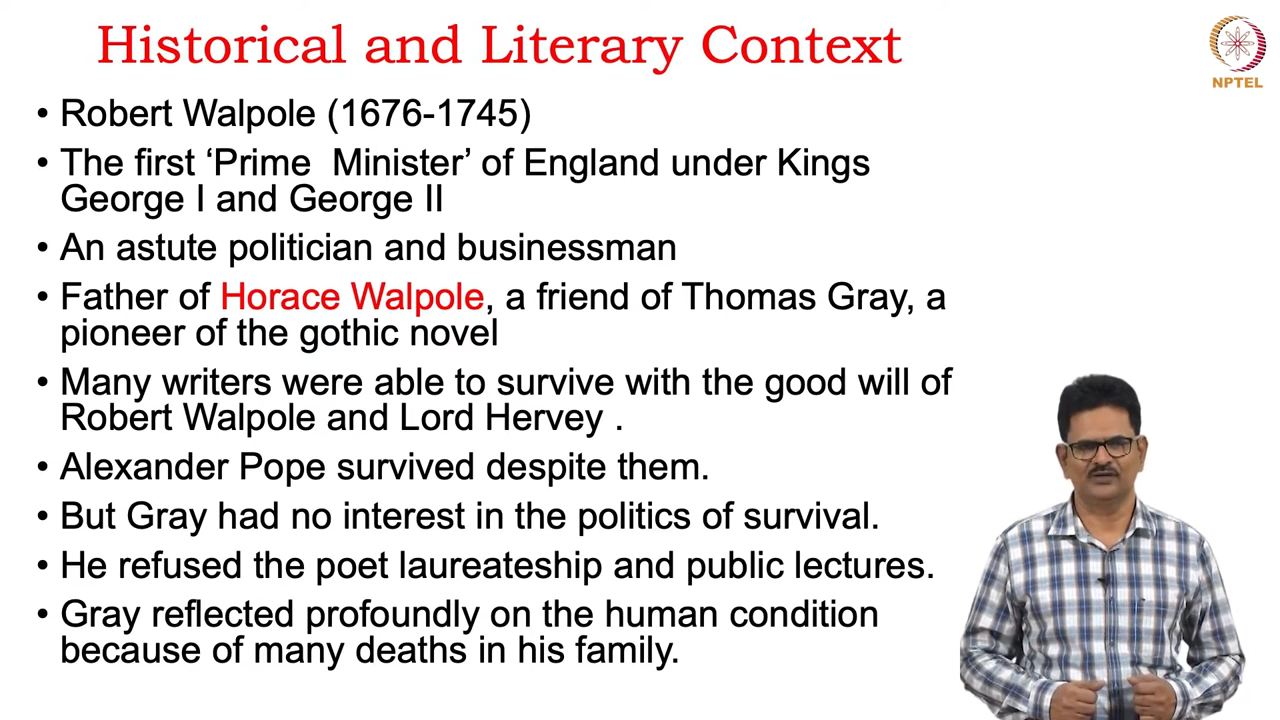 Historical and Literary Context
NPTEL
• Robert Walpole (1676-1745)
• The first ‘Prime  Minister’ of England under Kings
George I and George II
• An astute politician and businessman
• Father of Horace Walpole, a friend of Thomas Gray, a
pioneer of the gothic novel
• Many writers were able to survive with the good will of
Robert Walpole and Lord Hervey .
• Alexander Pope survived despite them.
• But Gray had no interest in the politics of survival.
• He refused the poet laureateship and public lectures.
• Gray reflected profoundly on the human condition
because of many deaths in his family.